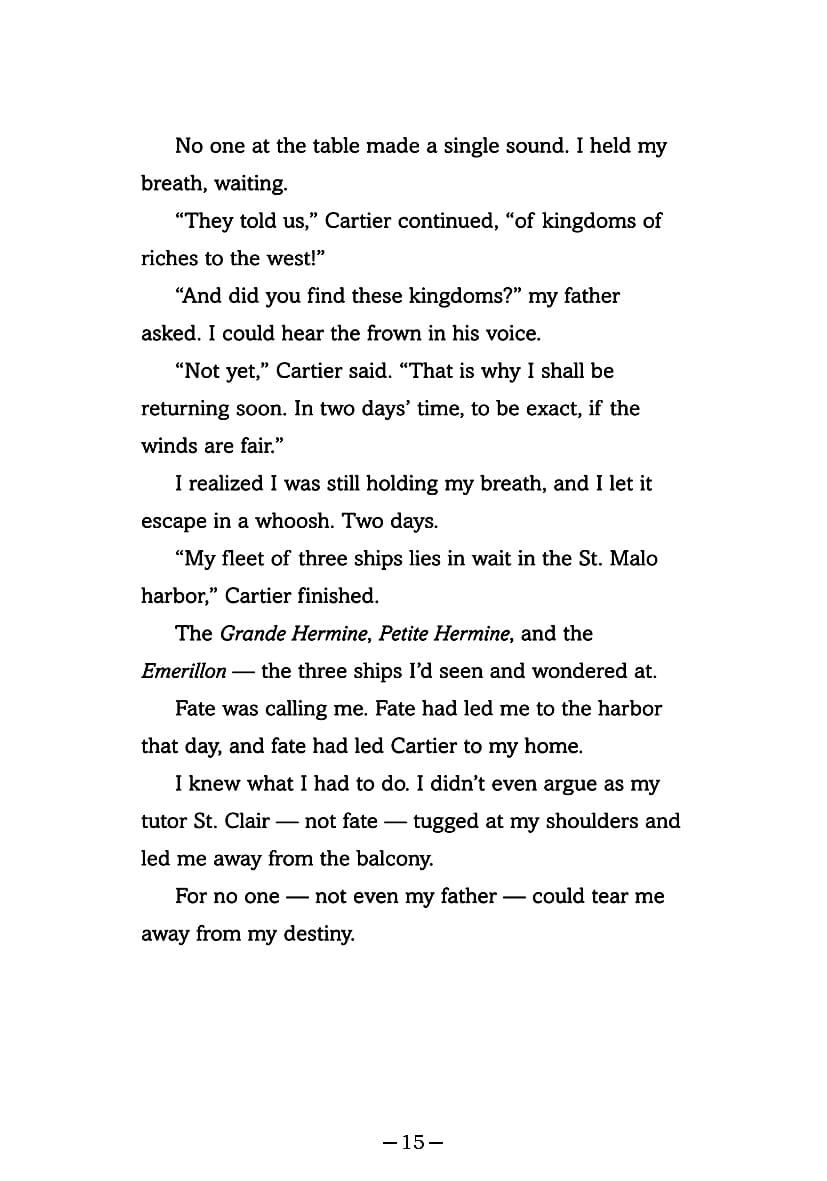 No one at the table made a single sound. I held my
breath, waiting.
“They told us,” Cartier continued, “of kingdoms of
riches to the west!”
“And did you find these kingdoms?” my father
asked. I could hear the frown in his voice.
“Not yet,” Cartier said. “That is why I shall be
returning soon. In two days’ time, to be exact, if the
winds are fair.”
I realized I was still holding my breath, and I let it
escape in a whoosh. Two days.
“My fleet of three ships lies in wait in the St. Malo
harbor,” Cartier finished.
The Grande Hermine, Petite Hermine, and the
Emerillon — the three ships I’d seen and wondered at.
Fate was calling me. Fate had led me to the harbor
that day, and fate had led Cartier to my home.
I knew what I had to do. I didn’t even argue as my
tutor St. Clair — not fate — tugged at my shoulders and
led me away from the balcony.
For no one — not even my father — could tear me
away from my destiny.
—15—